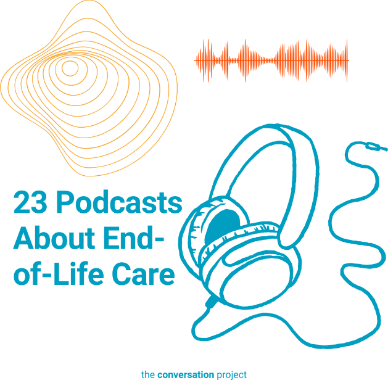 23 Podcasts
About End-
of-Life Care
the conversation project